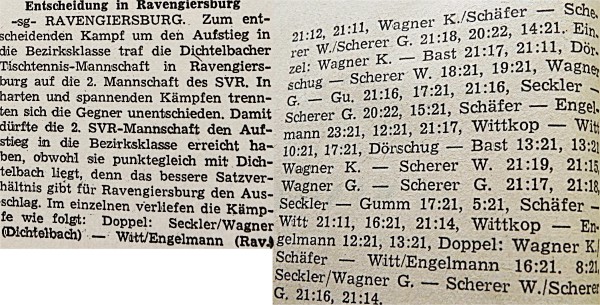 Entscheidung in Ravengiersburg
-sg- RAVENGIERSBURG. Zum ent-
scheidenden Kampf um den Aufstieg in
die Bezirksklasse traf die Dichtelbacher
Tischtennis-Mannschaft in Ravengiers-
burg auf die 2. Mannschaft des SVR. In
harten und spannenden Kämpfen trenn-
ten sich die Gegner unentschieden. Damit
dürfte die 2. SVR-Mannschaft den Auf-
stieg in die Bezirksklasse erreicht ha-
ben, obwohl sie punktegleich mit Dich-
telbach liegt, denn das bessere Satzver-
hältnis gibt für Ravengiersburg den Aus-
schlag. Im einzelnen verliefen die Kämp-
fe wie folgt: Doppel: Seckler/Wagner
(Dichtelbach) — Witt/Engelmann (Rav.)
21:12, 21:11, Wagner K./Schäfer — Sche-
rer W./Scherer G. 21:18, 20:22, 14:21. Ein-
zel: Wagner K. — Bast 21:17, 21:11, Dör-
schug — Scherer W. 18:21, 19:21, Wagner
G. — Gu. 21:16, 17:21, 21:16, Seckler —
Scherer G. 20:22, 15:21, Schäfer — Engel-
mann 23:21, 12:21, 21:17, Wittkop — Witt
10:21, 17:21, Dörschug — Bast 13:21, 13:21
Wagner K. — Scherer W. 21:19, 21:15,
Wagner G. — Scherer G. 21:17, 21:18,
Seckler — Gumm 17:21, 5:21, Schäfer —
Witt 21:11, 16:21, 21:14, Wittkop — En-
gelmann 12:21, 13:21, Doppel: Wagner K./
Schäfer — Witt/Engelmann 16:21. 8:21.
Seckler/Wagner G. — Scherer W./Scherer
G. 21:16, 21:14.